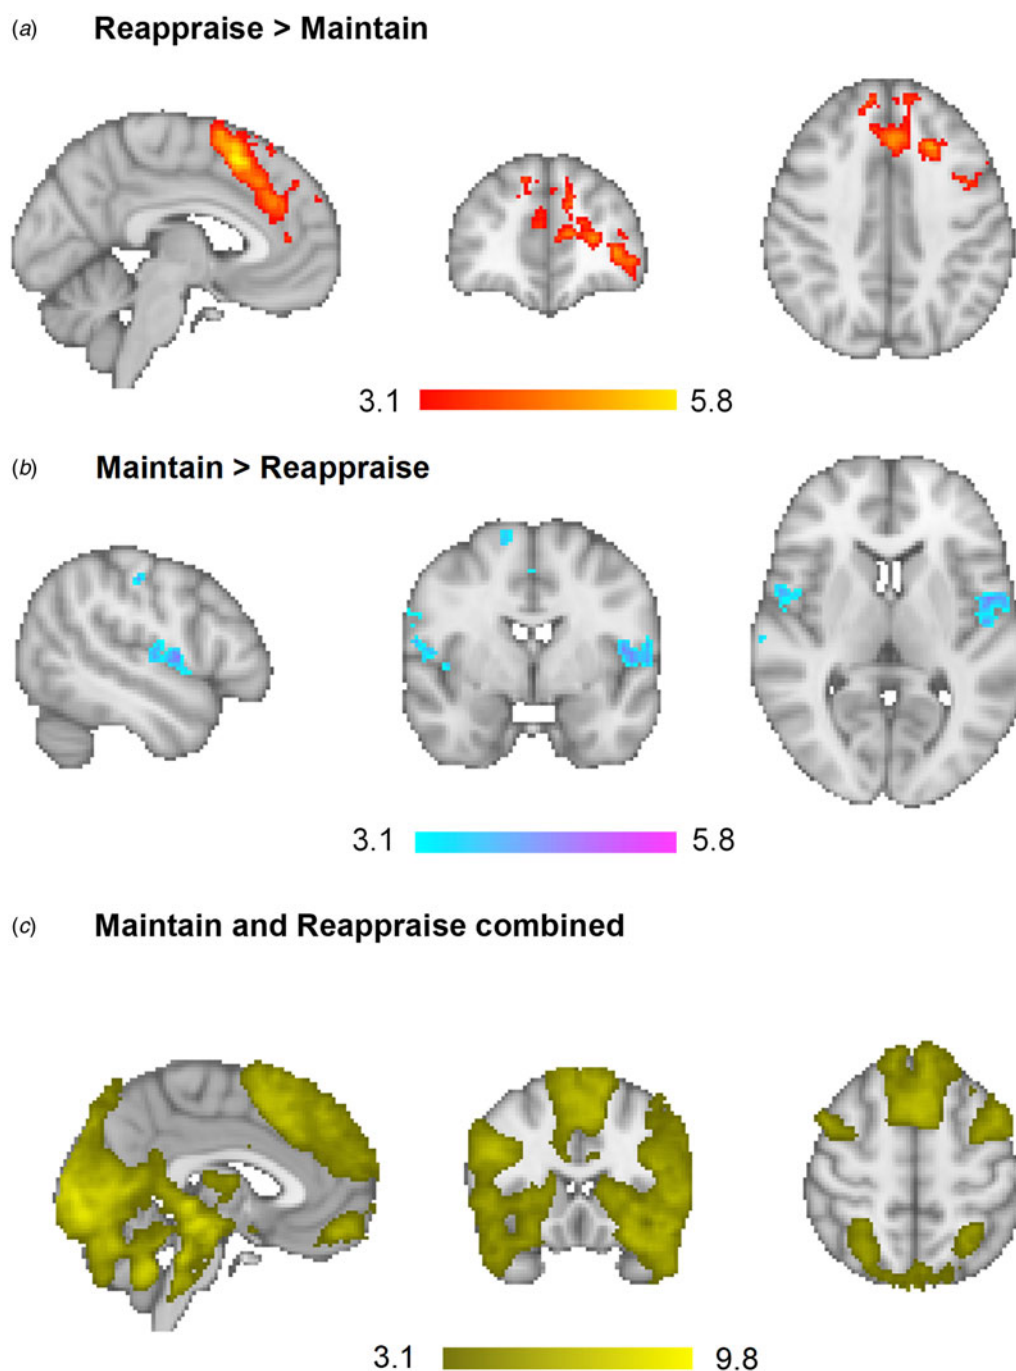 (a) Reappraise > Maintain
3.1 5.8
(b) Maintain > Reappraise
3.1 5.8
(c) Maintain and Reappraise combined
3.1 9.8